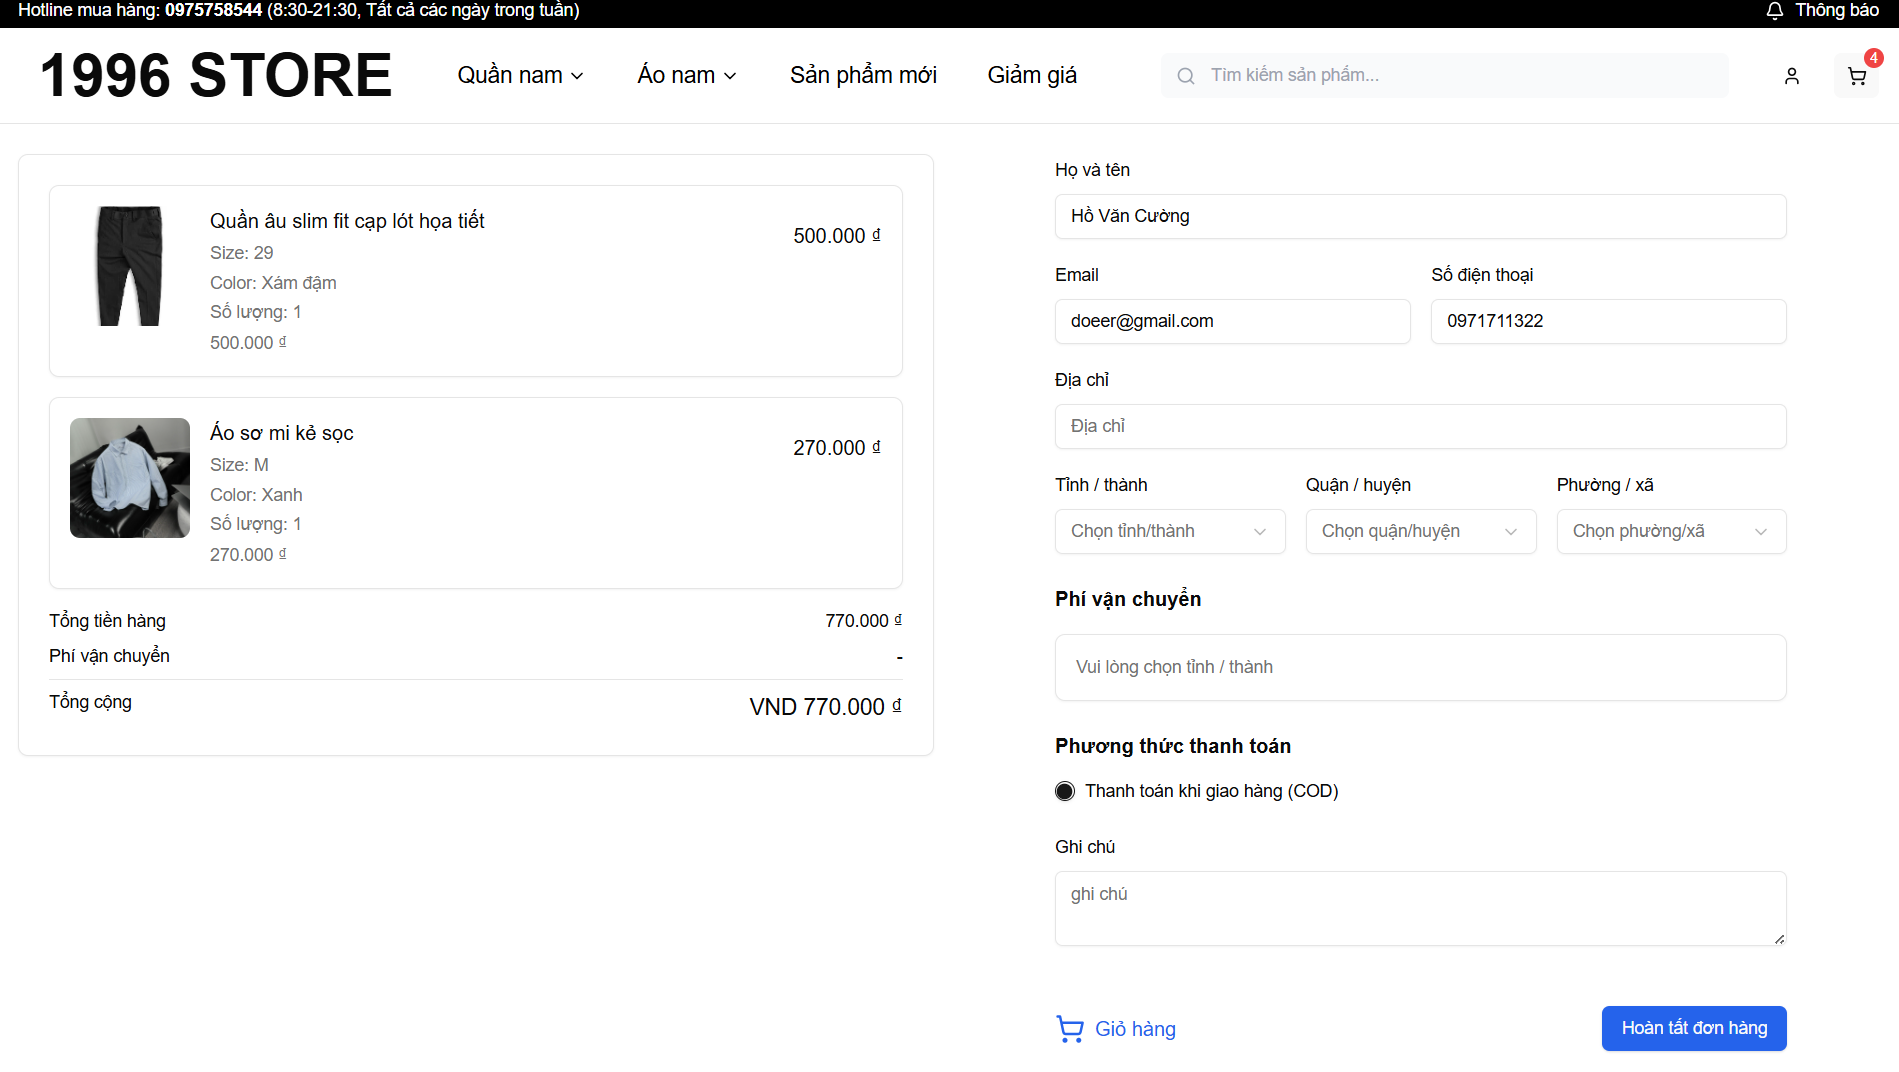 Hotline mua hàng: 0975758544 (8:30-21:30, Tất cả các ngày trong tuần)
Thông báo
1996 STORE
Quần nam
Áo nam
Sản phẩm mới
Giảm giá
Tìm kiếm sản phẩm...
4
Quần âu slim fit cạp lót họa tiết
500.000 ₫
Size: 29
Color: Xám đậm
Số lượng: 1
500.000 ₫
Áo sơ mi kẻ sọc
270.000 ₫
Size: M
Color: Xanh
Số lượng: 1
270.000 ₫
Tổng tiền hàng
770.000 ₫
Phí vận chuyển
-
Tổng cộng
VND 770.000 ₫
Họ và tên
Hồ Văn Cường
Email
Số điện thoại
doeer@gmail.com
0971711322
Địa chỉ
Địa chỉ
Tỉnh / thành
Quận / huyện
Phường / xã
Chọn tỉnh/thành
Chọn quận/huyện
Chọn phường/xã
Phí vận chuyển
Vui lòng chọn tỉnh / thành
Phương thức thanh toán
Thanh toán khi giao hàng (COD)
Ghi chú
ghi chú
Giỏ hàng
Hoàn tất đơn hàng